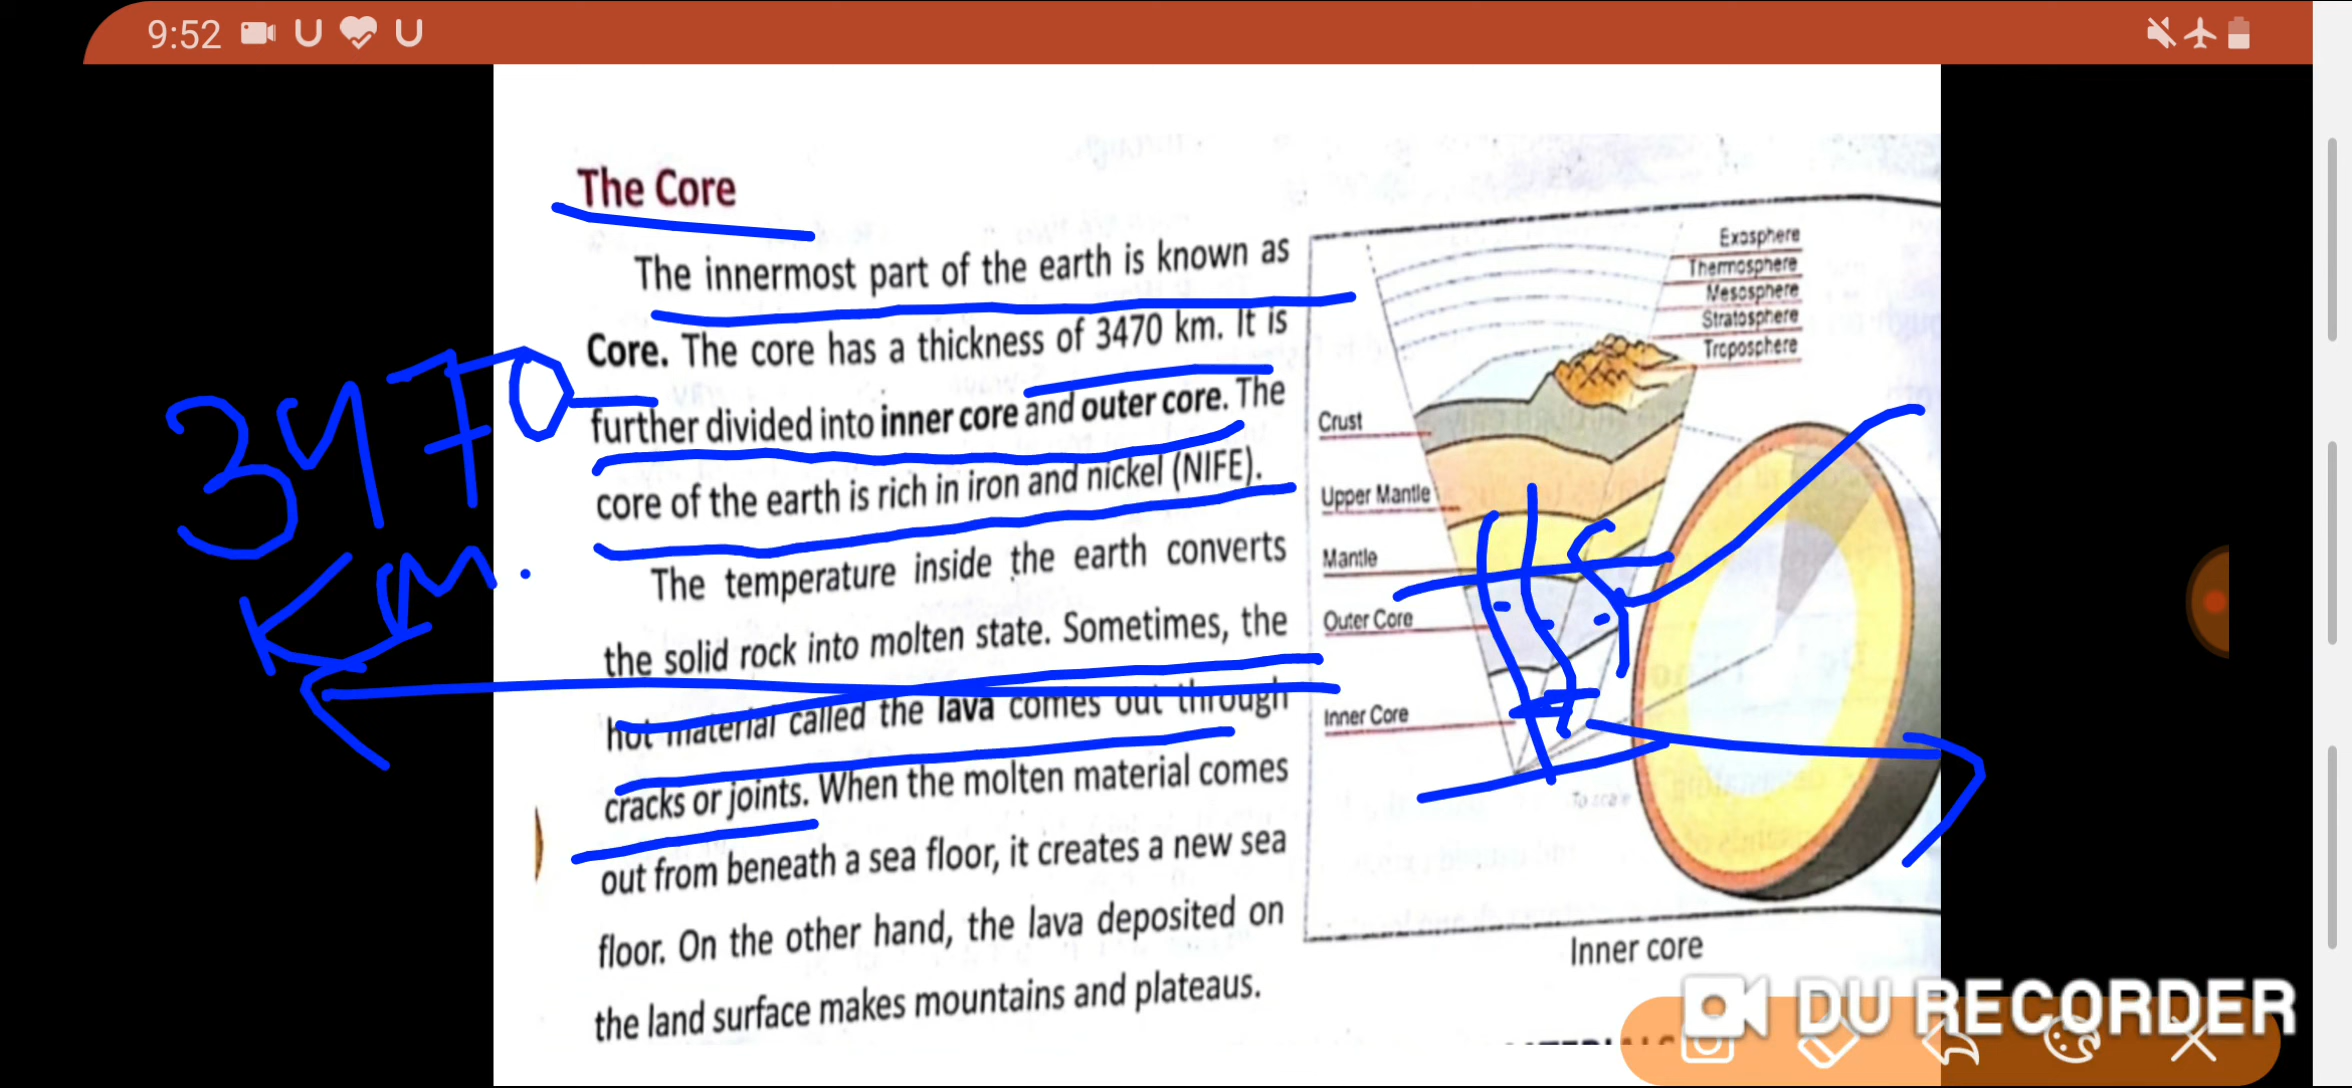 9:52
The Core
The innermost part of the earth is known as
Core. The core has a thickness of 3470 km. It is
further divided into inner core and outer core. The
core of the earth is rich in iron and nickel (NIFE).
The temperature inside the earth converts
the solid rock into molten state. Sometimes, the
hot material called the lava comes out through
cracks or joints. When the molten material comes
out from beneath a sea floor, it creates a new sea
floor. On the other hand, the lava deposited on
the land surface makes mountains and plateaus.
3470
Km.
Exosphere
Thermosphere
Mesosphere
Stratosphere
Troposphere
Crust
Upper Mantle
Mantle
Outer Core
Inner Core
To scale
Inner core
DU RECORDER